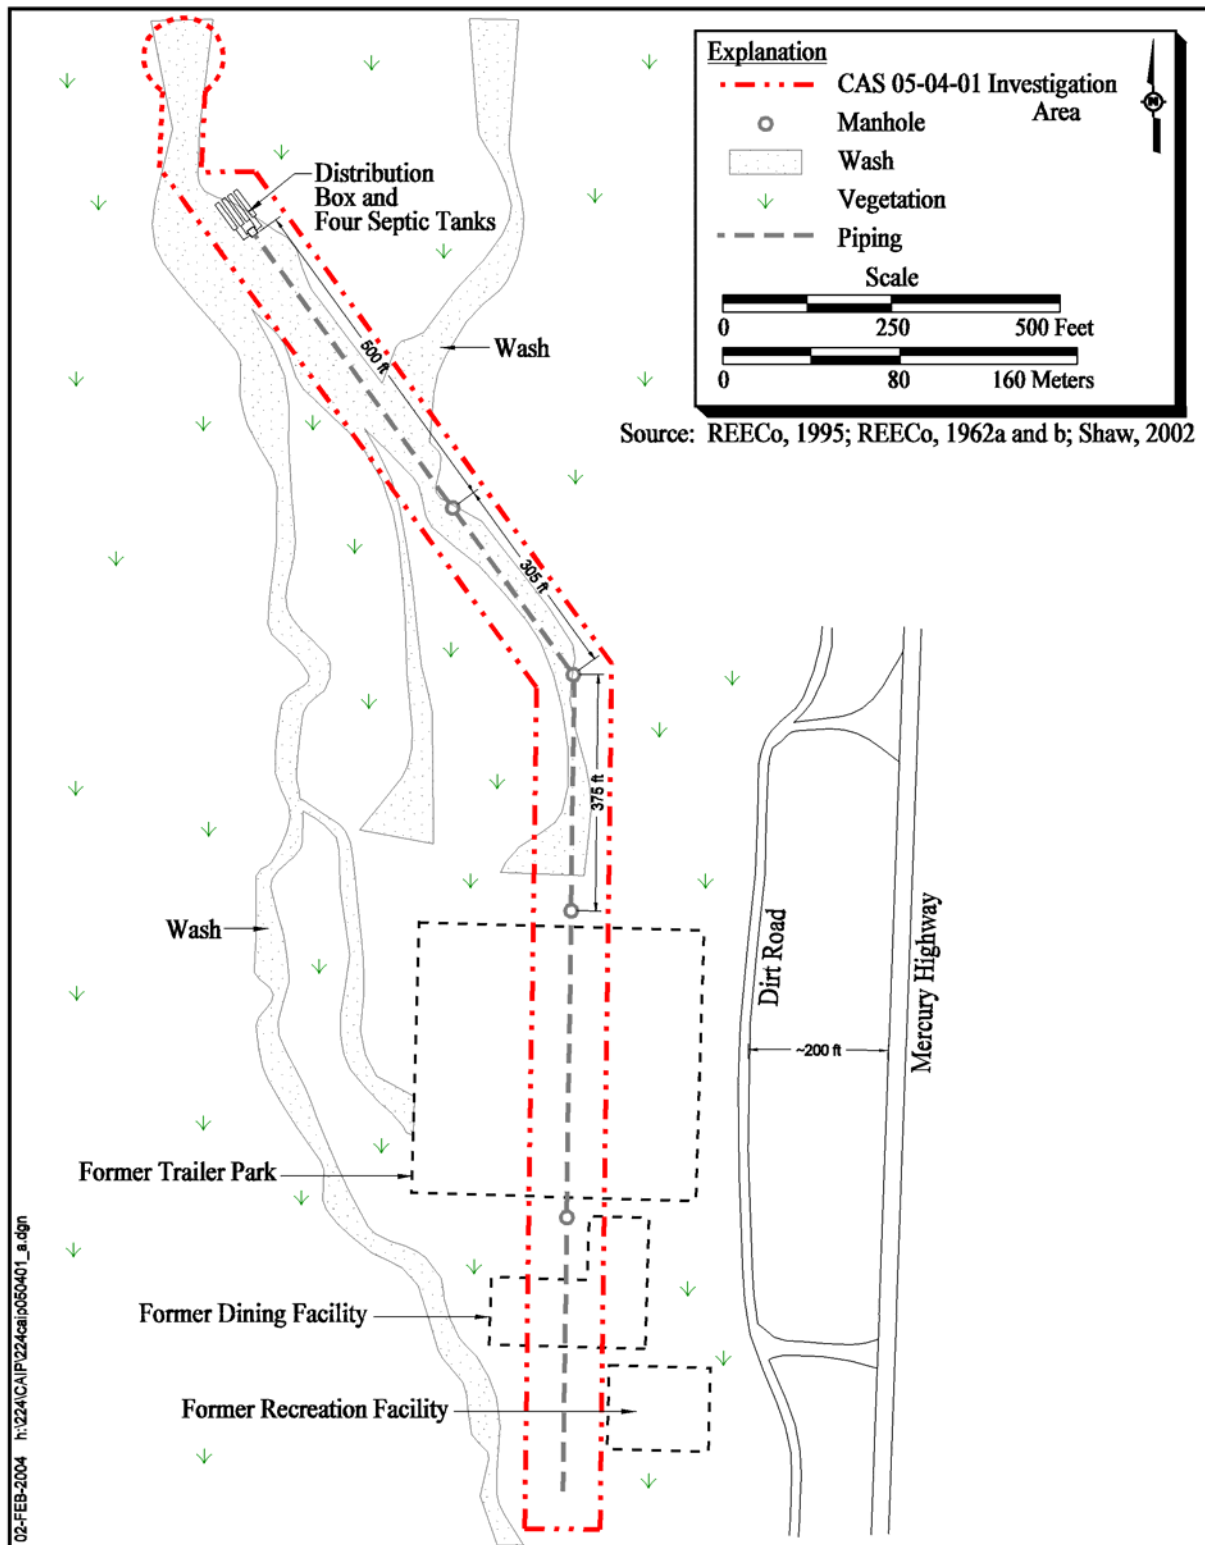 Explanation
CAS 05-04-01 Investigation
Area
N
Manhole
Wash
Vegetation
Piping
Scale
0 250 500 Feet
0 80 160 Meters
Source: REECo, 1995; REECo, 1962a and b; Shaw, 2002
Distribution
Box and
Four Septic Tanks
500 ft
Wash
305 ft
375 ft
Wash
Dirt Road
Mercury Highway
~200 ft
Former Trailer Park
Former Dining Facility
Former Recreation Facility
02-FEB-2004 h:\224\CAIP\224caip050401_a.dgn